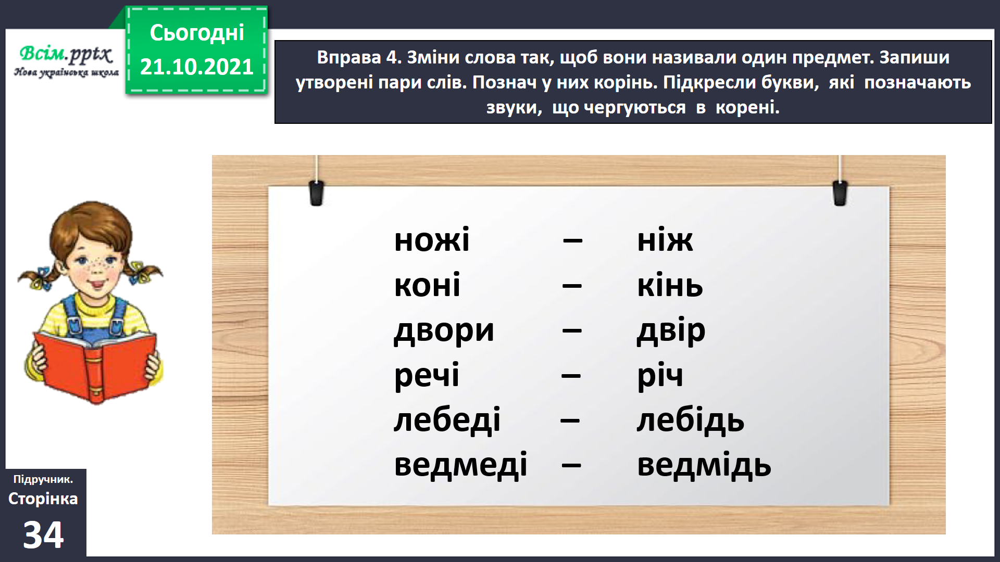 Сьогодні
21.10.2021
Всім.pptx
Нова українська школа
Вправа 4. Зміни слова так, щоб вони називали один предмет. Запиши
утворені пари слів. Познач у них корінь. Підкресли букви, які позначають
звуки, що чергуються в корені.
ножі – ніж
коні – кінь
двори – двір
речі – річ
лебеді – лебідь
ведмеді – ведмідь
Підручник.
Сторінка
34